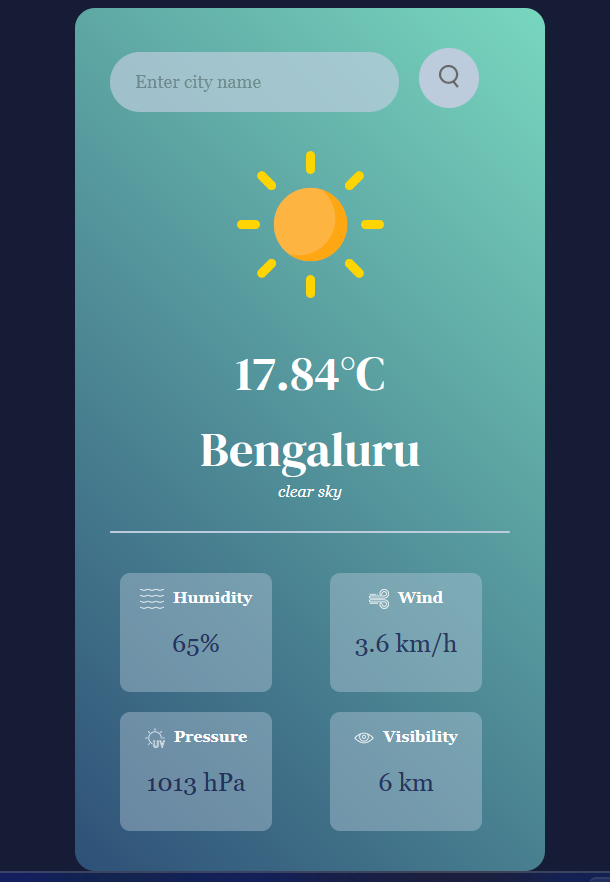 Enter city name
17.84°C
Bengaluru
clear sky
Humidity
65%
Wind
3.6 km/h
UV Pressure
1013 hPa
Visibility
6 km